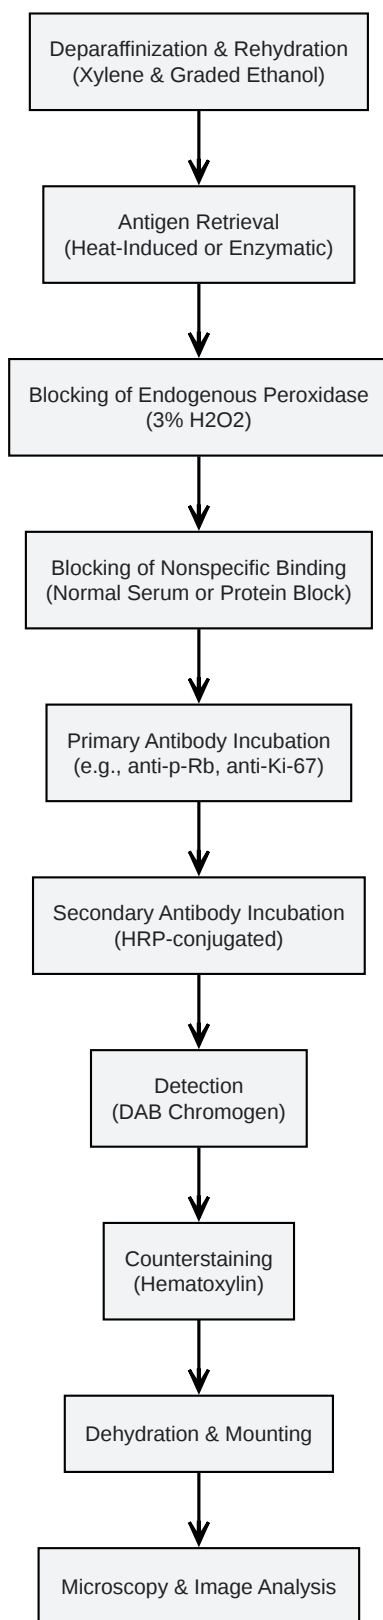 Deparaffinization & Rehydration
(Xylene & Graded Ethanol)
Antigen Retrieval
(Heat-Induced or Enzymatic)
Blocking of Endogenous Peroxidase
(3% H2O2)
Blocking of Nonspecific Binding
(Normal Serum or Protein Block)
Primary Antibody Incubation
(e.g., anti-p-Rb, anti-Ki-67)
Secondary Antibody Incubation
(HRP-conjugated)
Detection
(DAB Chromogen)
Counterstaining
(Hematoxylin)
Dehydration & Mounting
Microscopy & Image Analysis